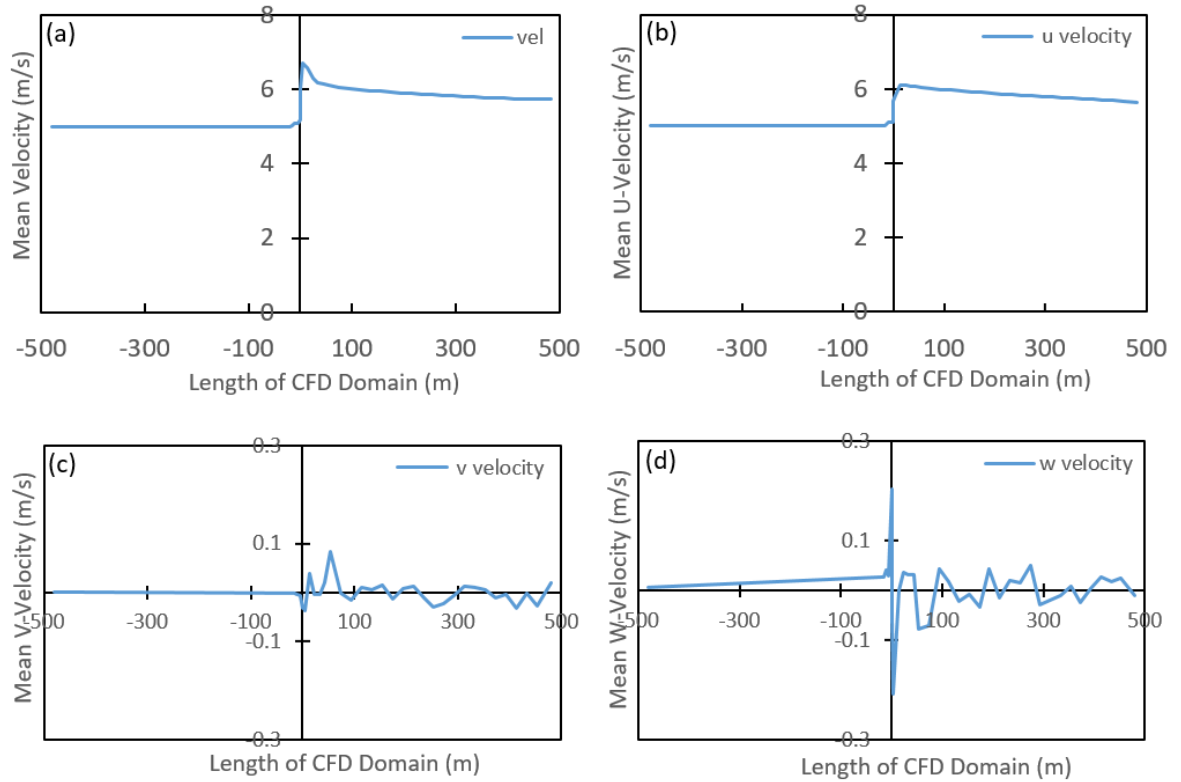 (a)
vel
Mean Velocity (m/s)
8
6
4
2
0
-500 -300 -100 100 300 500
Length of CFD Domain (m)
(b)
u velocity
Mean U-Velocity (m/s)
8
6
4
2
0
-500 -300 -100 100 300 500
Length of CFD Domain (m)
(c)
v velocity
Mean V-Velocity (m/s)
0.3
0.1
-500 -300 -100 100 300 500
-0.1
-0.3
Length of CFD Domain (m)
(d)
w velocity
Mean W-Velocity (m/s)
0.3
0.1
-500 -300 -100 100 300 500
-0.1
-0.3
Length of CFD Domain (m)